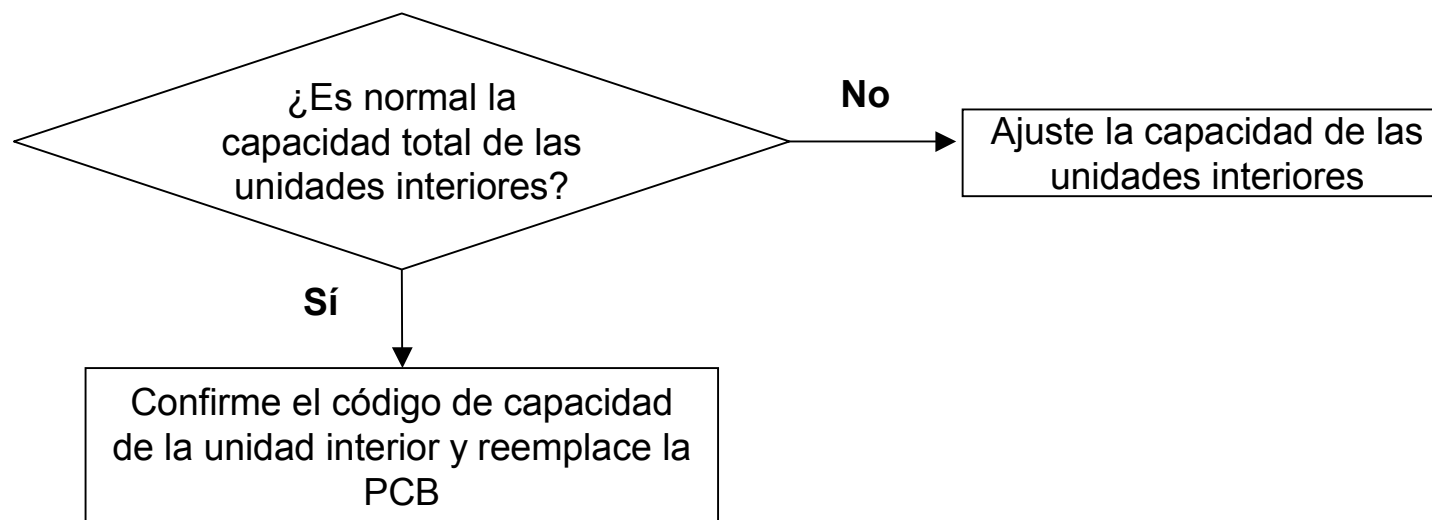 ¿Es normal la
capacidad total de las
unidades interiores?
No
Ajuste la capacidad de las
unidades interiores
Sí
Confirme el código de capacidad
de la unidad interior y reemplace la
PCB